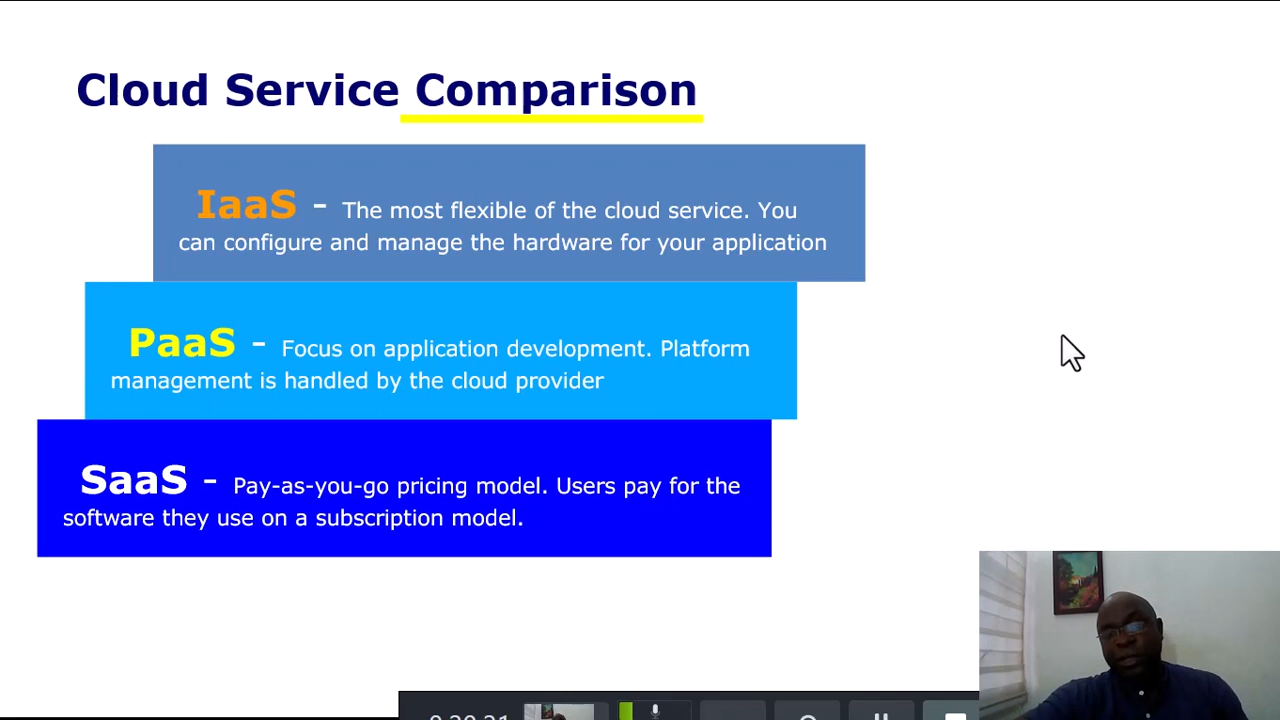 Cloud Service Comparison
IaaS - The most flexible of the cloud service. You
can configure and manage the hardware for your application
PaaS - Focus on application development. Platform
management is handled by the cloud provider
SaaS - Pay-as-you-go pricing model. Users pay for the
software they use on a subscription model.